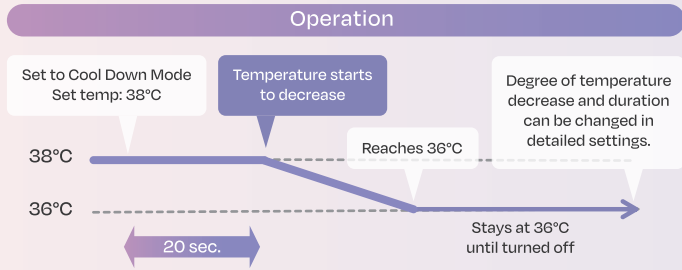 Operation
Set to Cool Down Mode
Set temp: 38°C
Temperature starts
to decrease
Degree of temperature
decrease and duration
can be changed in
detailed settings.
Reaches 36°C
38°C
36°C
Stays at 36°C
until turned off
20 sec.